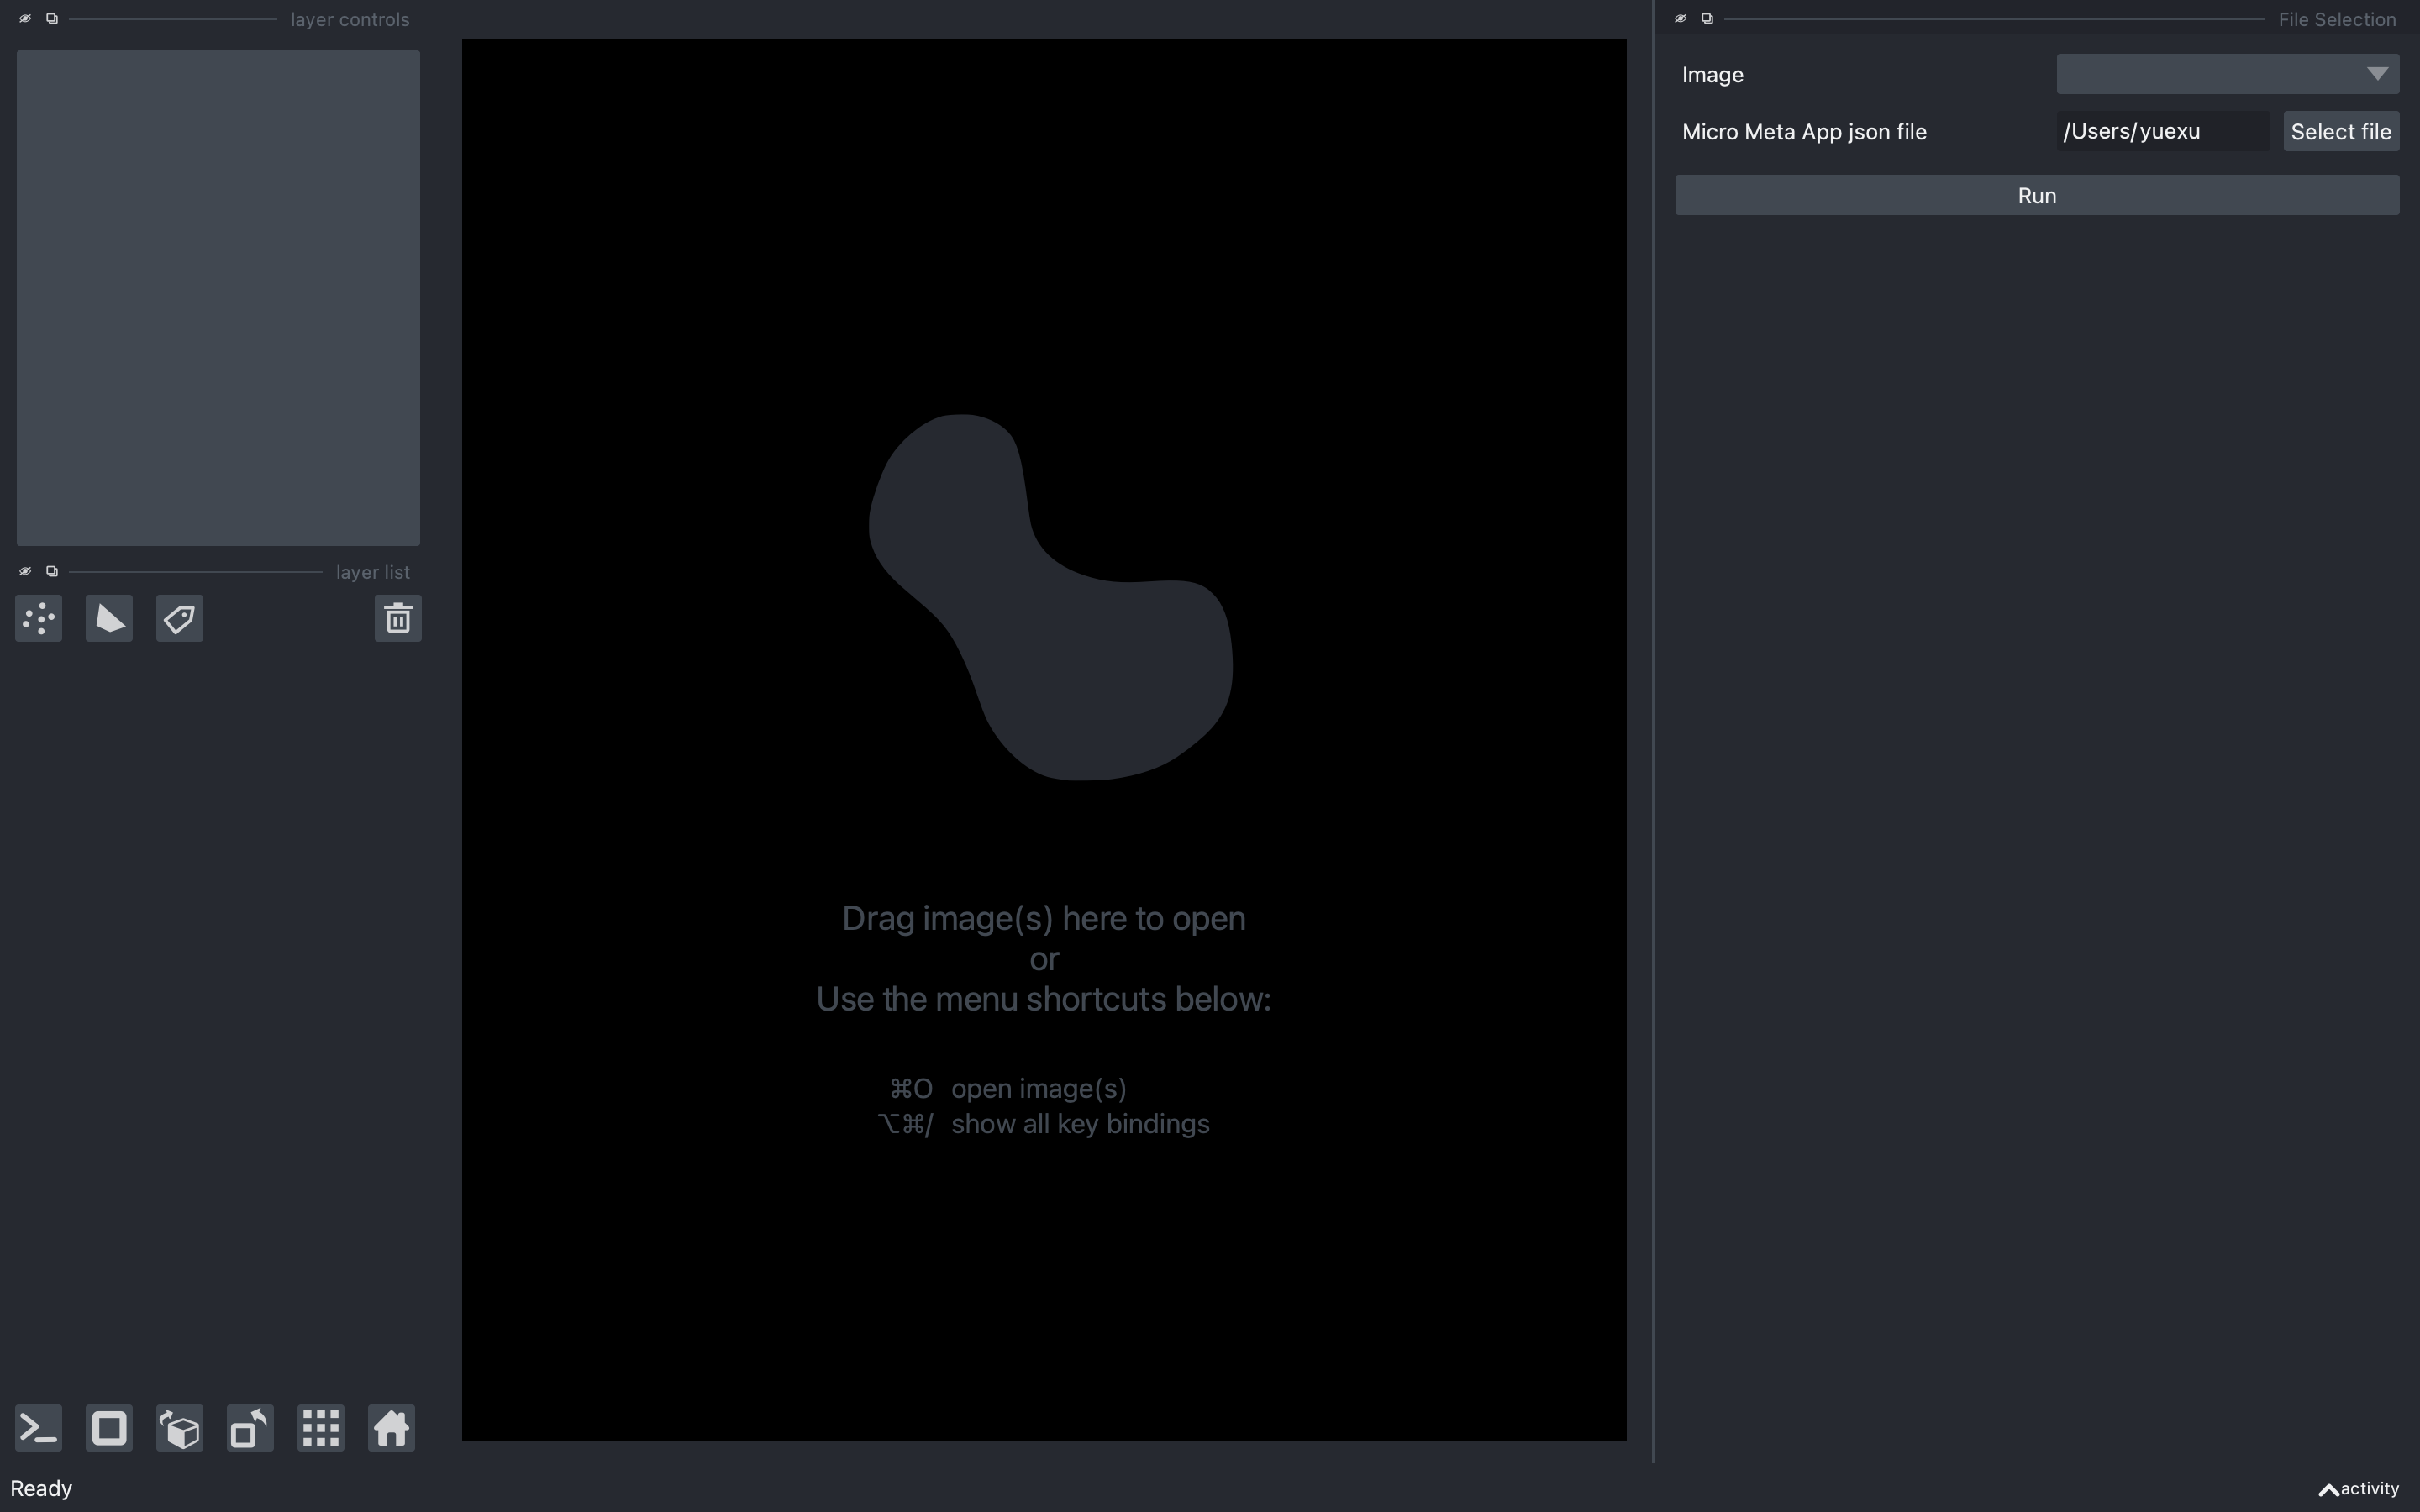 layer controls
File Selection
Image
Micro Meta App json file
/Users/yuexu
Select file
Run
layer list
Drag image(s) here to open
or
Use the menu shortcuts below:
⌘O open image(s)
⌥⌘/ show all key bindings
Ready
activity